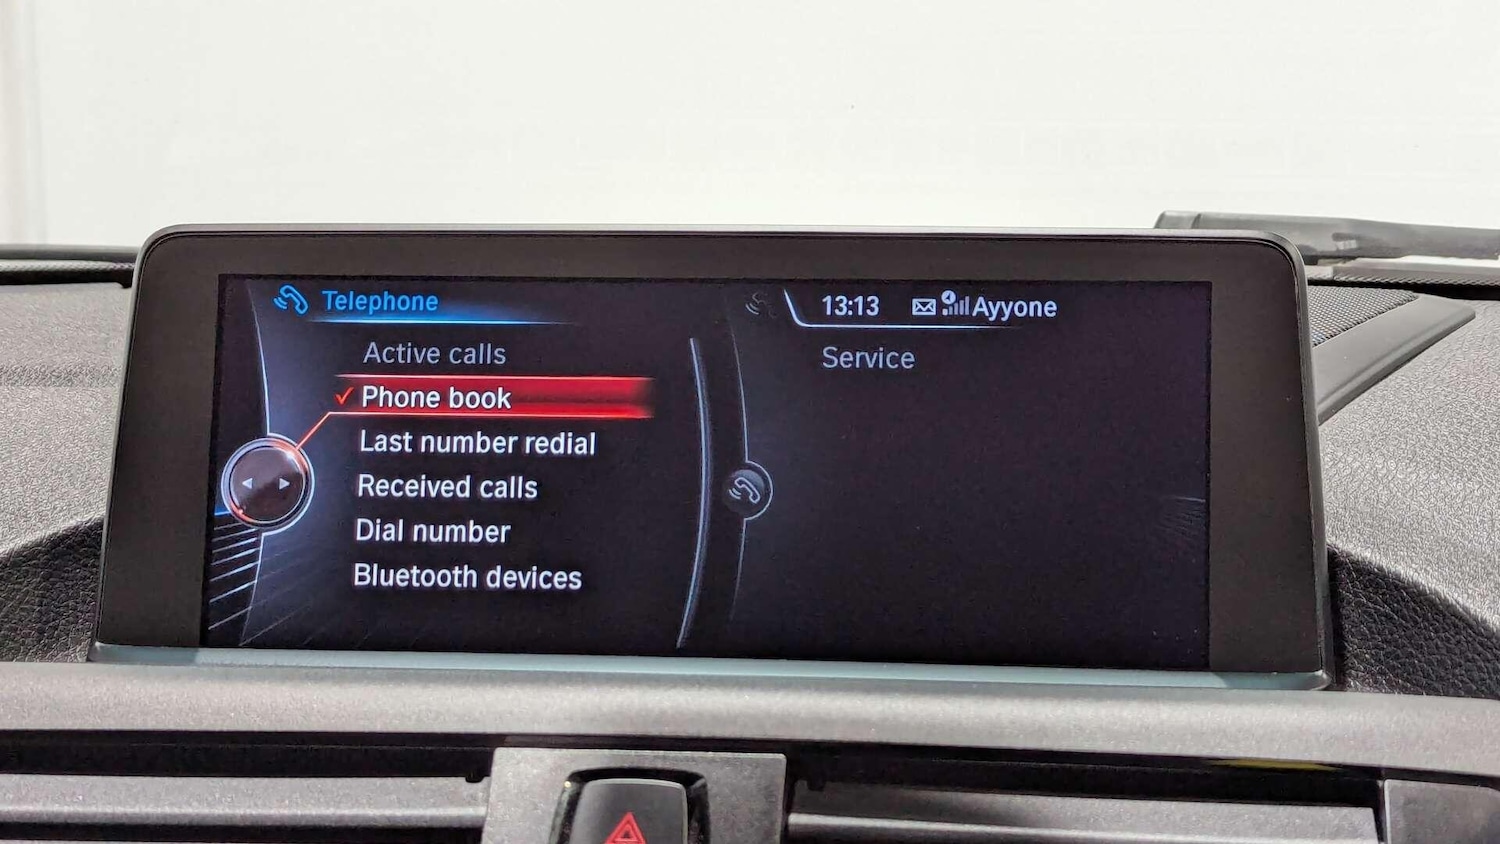 Telephone
13:13 Ayyone
Active calls
Service
Phone book
Last number redial
Received calls
Dial number
Bluetooth devices